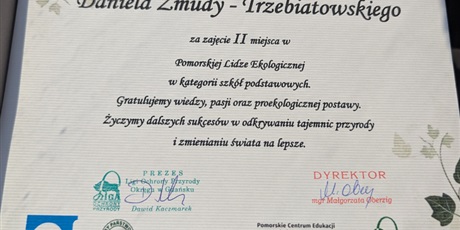 Daniela Żmudy - Trzebiatowskiego
za zajęcie II miejsca w
Pomorskiej Lidze Ekologicznej
w kategorii szkół podstawowych.
Gratulujemy wiedzy, pasji oraz proekologicznej postawy.
Życzymy dalszych sukcesów w odkrywaniu tajemnic przyrody
i zmienianiu świata na lepsze.
PREZES
Ligi Ochrony Przyrody
Okręgu w Gdańsku
Dawid Kaczmarek
DYREKTOR
mgr Małgorzata
Pomorskie Centrum Edukacji